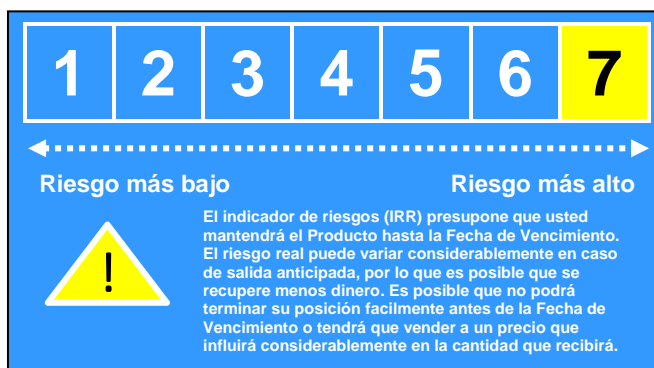 1 2 3 4 5 6 7
Riesgo más bajo Riesgo más alto
El indicador de riesgos (IRR) presupone que usted
mantendrá el Producto hasta la Fecha de Vencimiento.
El riesgo real puede variar considerablemente en caso
de salida anticipada, por lo que es posible que se
recupere menos dinero. Es posible que no podrá
terminar su posición facilmente antes de la Fecha de
Vencimiento o tendrá que vender a un precio que
influirá considerablemente en la cantidad que recibirá.
!